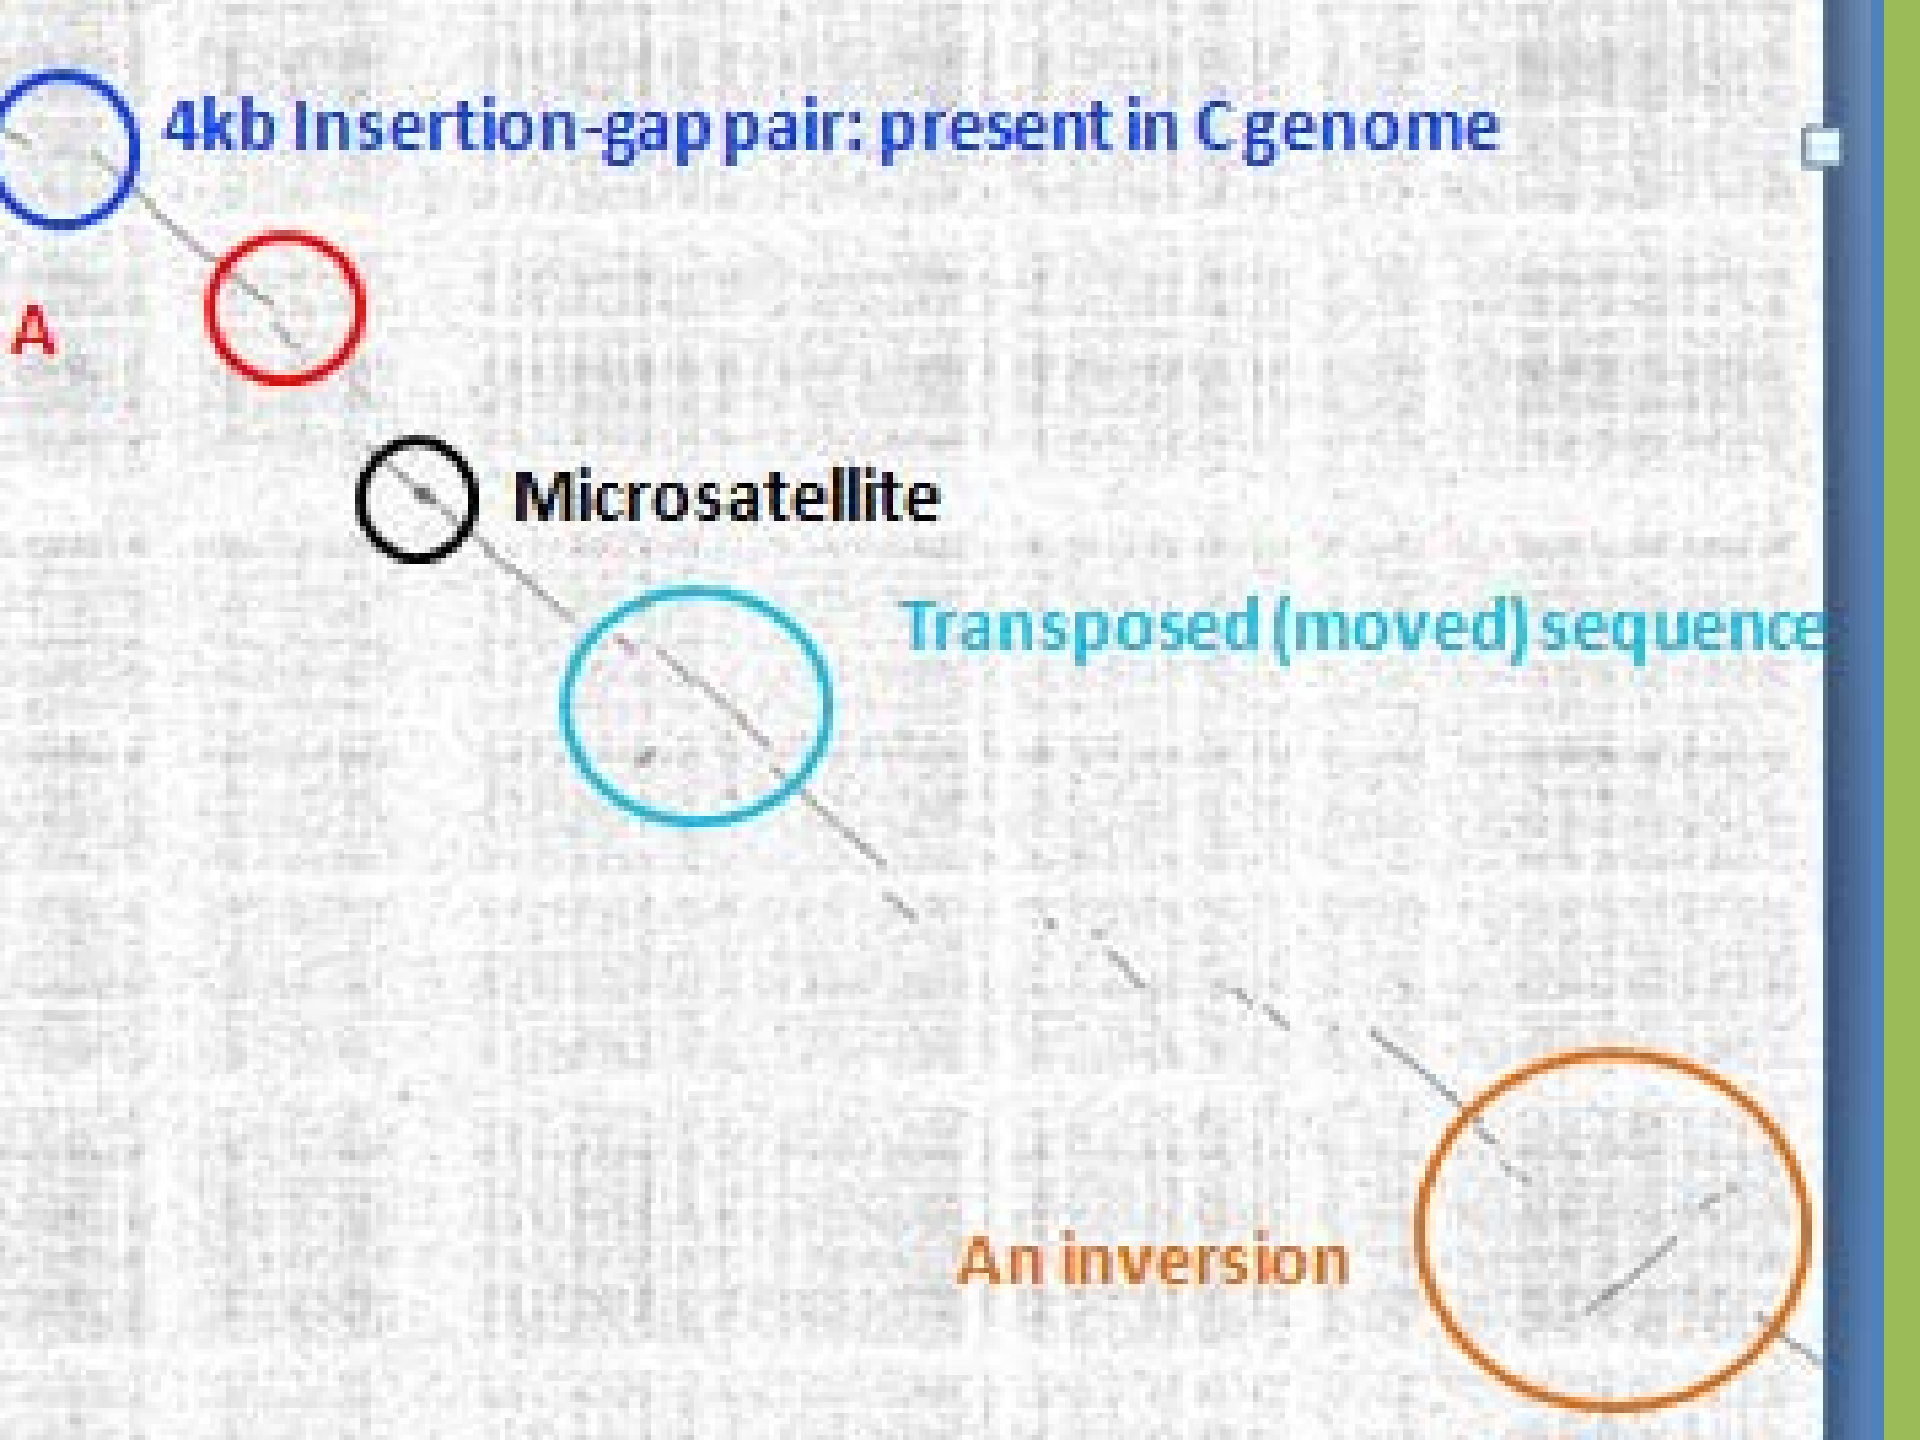 4kb Insertion-gap pair: present in C genome
A
Microsatellite
Transposed (moved) sequence
An inversion